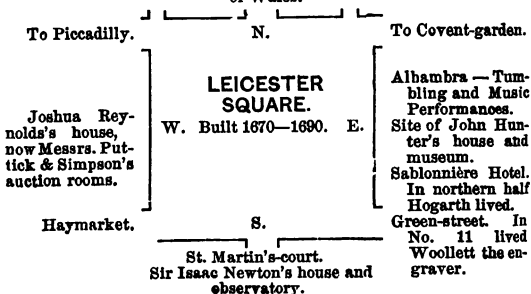 of Wales.
To Piccadilly.
N.
To Covent-garden.
LEICESTER
SQUARE.
W. Built 1670—1690. E.
Joshua Rey-
nolds's house,
now Messrs. Put-
tick & Simpson's
auction rooms.
Alhambra — Tum-
bling and Music
Performances.
Site of John Hun-
ter's house and
museum.
Sablonnière Hotel.
In northern half
Hogarth lived.
Green-street. In
No. 11 lived
Woollett the en-
graver.
Haymarket.
S.
St. Martin's-court.
Sir Isaac Newton's house and
observatory.